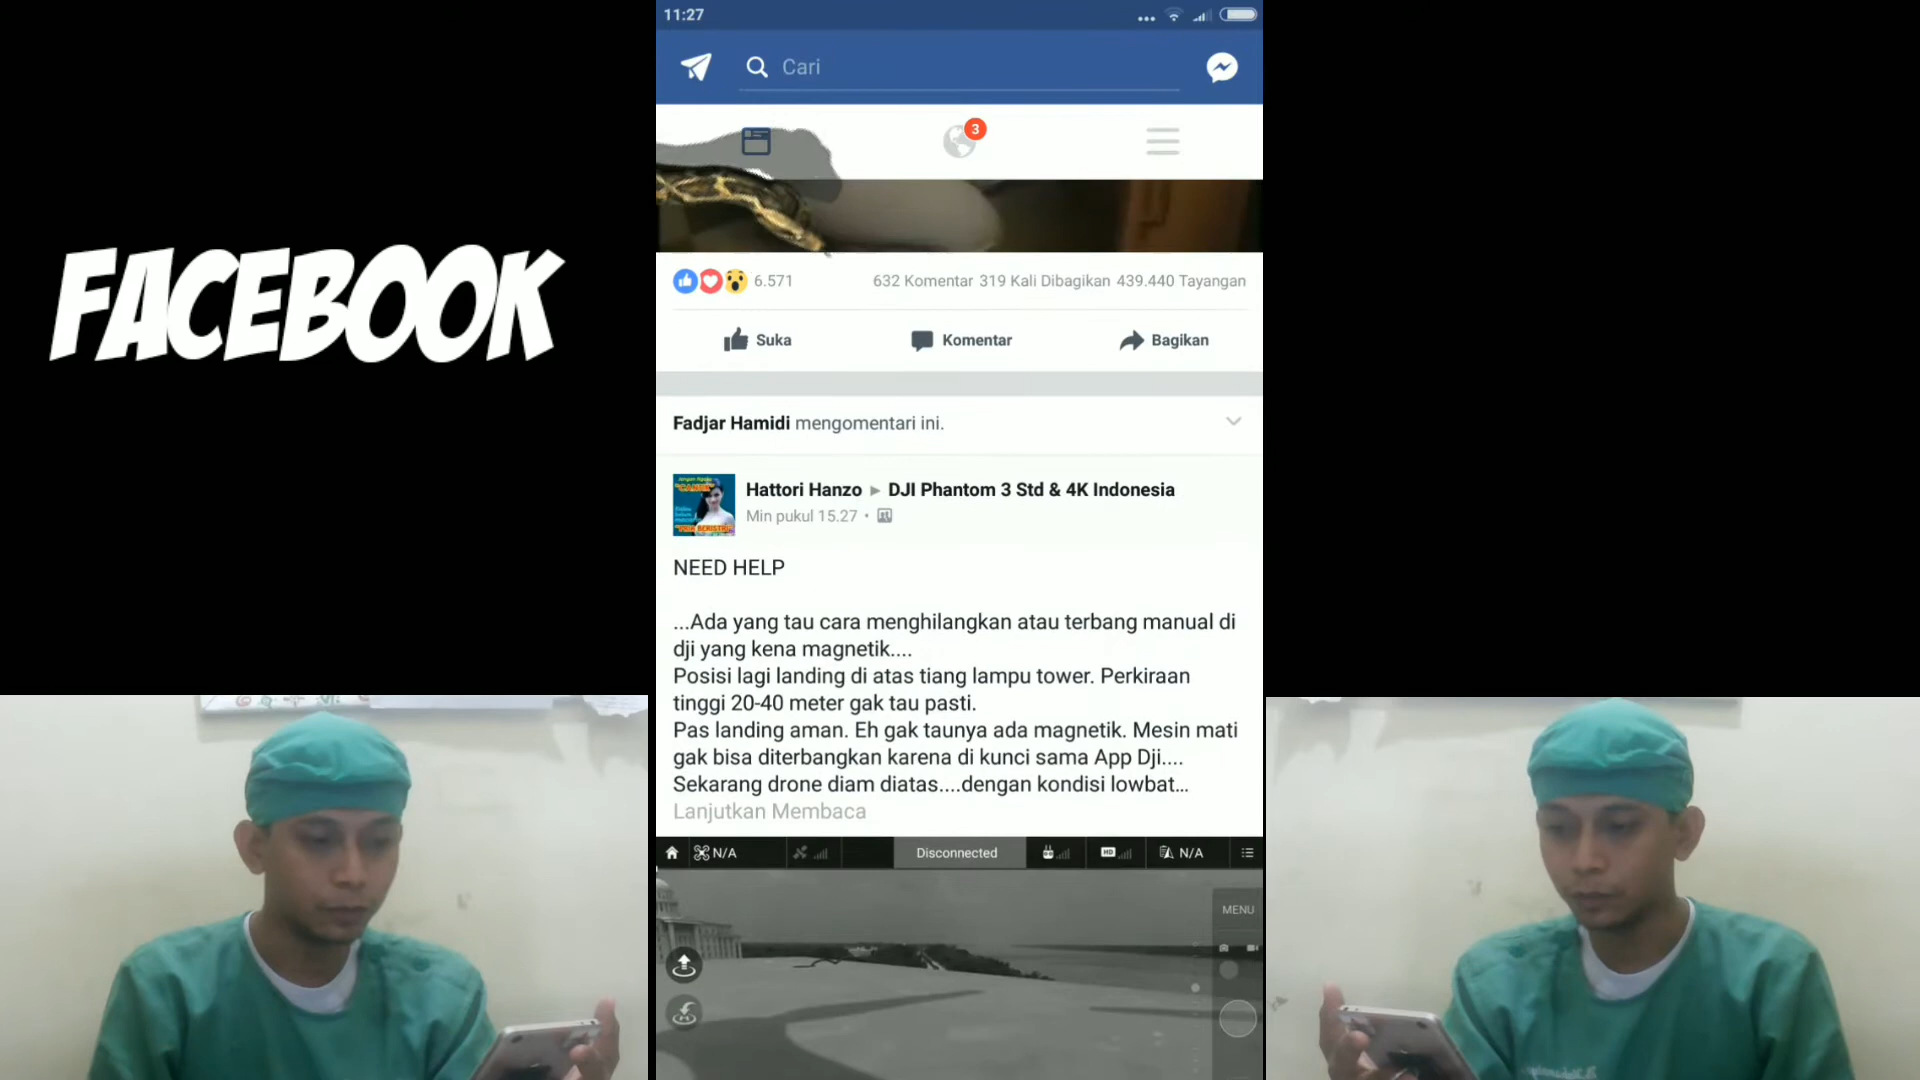 FACEBOOK
11:27
Cari
3
6.571
632 Komentar 319 Kali Dibagikan 439.440 Tayangan
Suka
Komentar
Bagikan
Fadjar Hamidi mengomentari ini.
Hattori Hanzo ▸ DJI Phantom 3 Std & 4K Indonesia
Min pukul 15.27 •
NEED HELP
...Ada yang tau cara menghilangkan atau terbang manual di
dji yang kena magnetik....
Posisi lagi landing di atas tiang lampu tower. Perkiraan
tinggi 20-40 meter gak tau pasti.
Pas landing aman. Eh gak taunya ada magnetik. Mesin mati
gak bisa diterbangkan karena di kunci sama App Dji....
Sekarang drone diam diatas....dengan kondisi lowbat...
Lanjutkan Membaca
N/A
Disconnected
HD
N/A
MENU